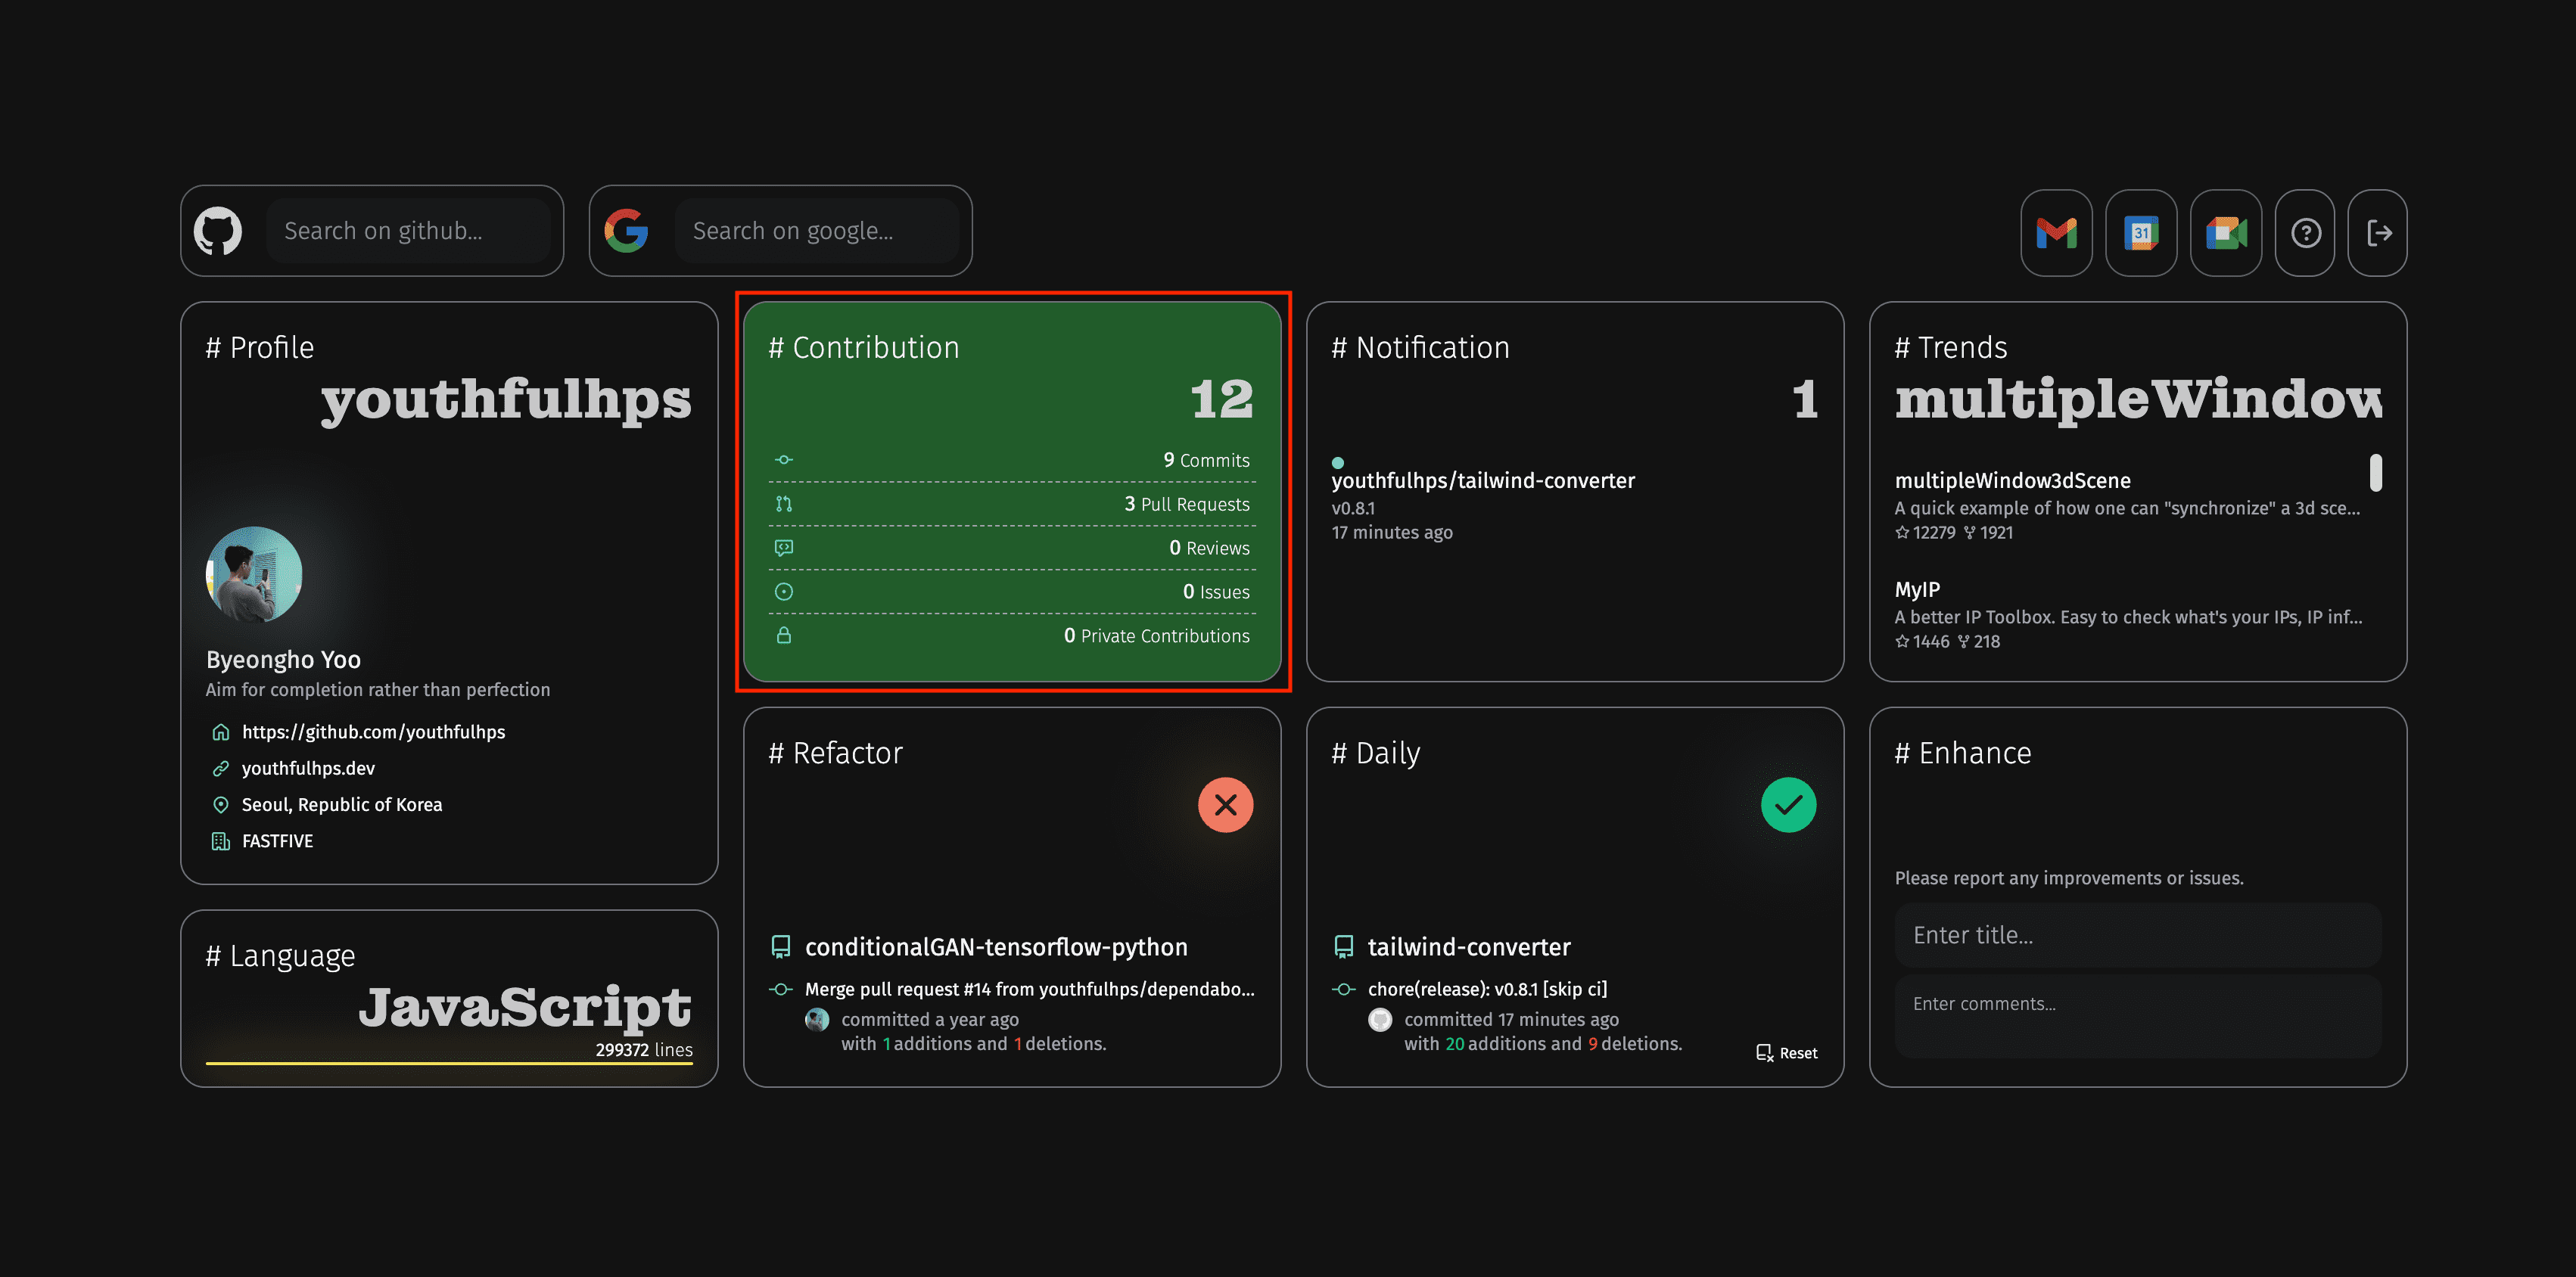 Search on github...
Search on google...
31
# Profile
youthfulhps
Byeongho Yoo
Aim for completion rather than perfection
https://github.com/youthfulhps
youthfulhps.dev
Seoul, Republic of Korea
FASTFIVE
# Language
JavaScript
299372 lines
# Contribution
12
9 Commits
3 Pull Requests
0 Reviews
0 Issues
0 Private Contributions
# Notification
1
youthfulhps/tailwind-converter
v0.8.1
17 minutes ago
# Trends
multipleWindow
multipleWindow3dScene
A quick example of how one can "synchronize" a 3d sce...
12279 1921
MyIP
A better IP Toolbox. Easy to check what's your IPs, IP inf...
1446 218
# Refactor
conditionalGAN-tensorflow-python
Merge pull request #14 from youthfulhps/dependabo...
committed a year ago
with 1 additions and 1 deletions.
# Daily
tailwind-converter
chore(release): v0.8.1 [skip ci]
committed 17 minutes ago
with 20 additions and 9 deletions.
Reset
# Enhance
Please report any improvements or issues.
Enter title...
Enter comments...